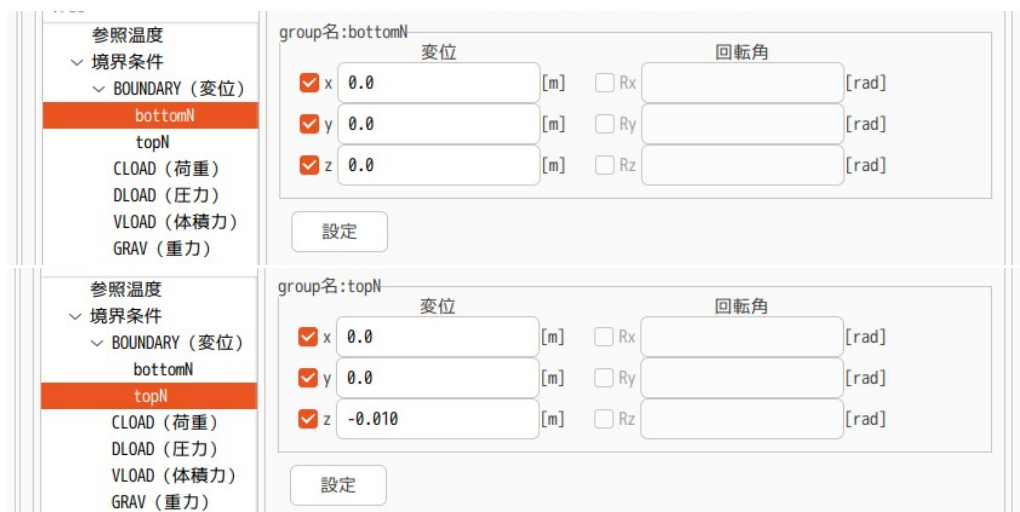 参照温度
境界条件
BOUNDARY (変位)
bottomN
topN
CLOAD (荷重)
DLOAD (圧力)
VLOAD (体積力)
GRAV (重力)
group名:bottomN
変位 回転角
x 0.0 [m] Rx [rad]
y 0.0 [m] Ry [rad]
z 0.0 [m] Rz [rad]
設定
参照温度
境界条件
BOUNDARY (変位)
bottomN
topN
CLOAD (荷重)
DLOAD (圧力)
VLOAD (体積力)
GRAV (重力)
group名:topN
変位 回転角
x 0.0 [m] Rx [rad]
y 0.0 [m] Ry [rad]
z -0.010 [m] Rz [rad]
設定